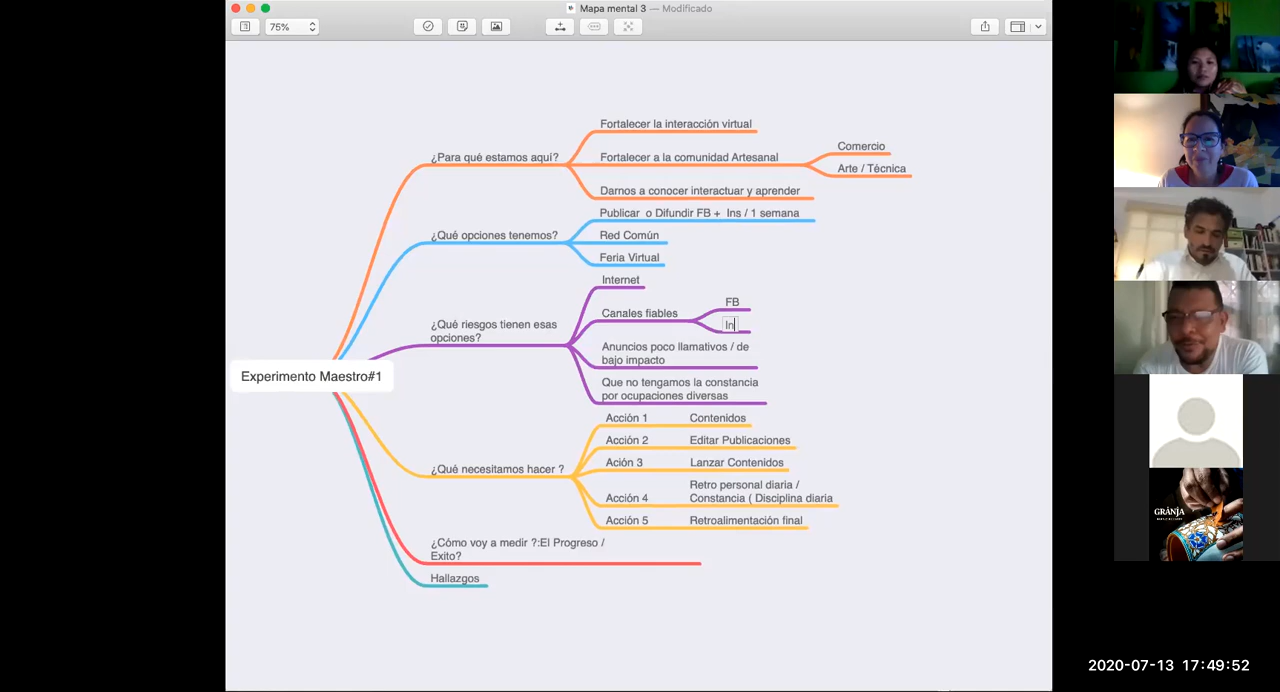 Mapa mental 3 — Modificado
75%
Fortalecer la interacción virtual
¿Para qué estamos aquí?
Fortalecer a la comunidad Artesanal
Comercio
Arte / Técnica
Darnos a conocer interactuar y aprender
Publicar o Difundir FB + Ins / 1 semana
¿Qué opciones tenemos?
Red Común
Feria Virtual
Internet
¿Qué riesgos tienen esas
opciones?
Canales fiables
FB
In
Anuncios poco llamativos / de
bajo impacto
Que no tengamos la constancia
por ocupaciones diversas
Experimento Maestro#1
¿Qué necesitamos hacer ?
Acción 1 Contenidos
Acción 2 Editar Publicaciones
Ación 3 Lanzar Contenidos
Acción 4 Retro personal diaria /
Constancia ( Disciplina diaria
Acción 5 Retroalimentación final
¿Cómo voy a medir ?:El Progreso /
Exito?
Hallazgos
GRÁNJA
2020-07-13 17:49:52